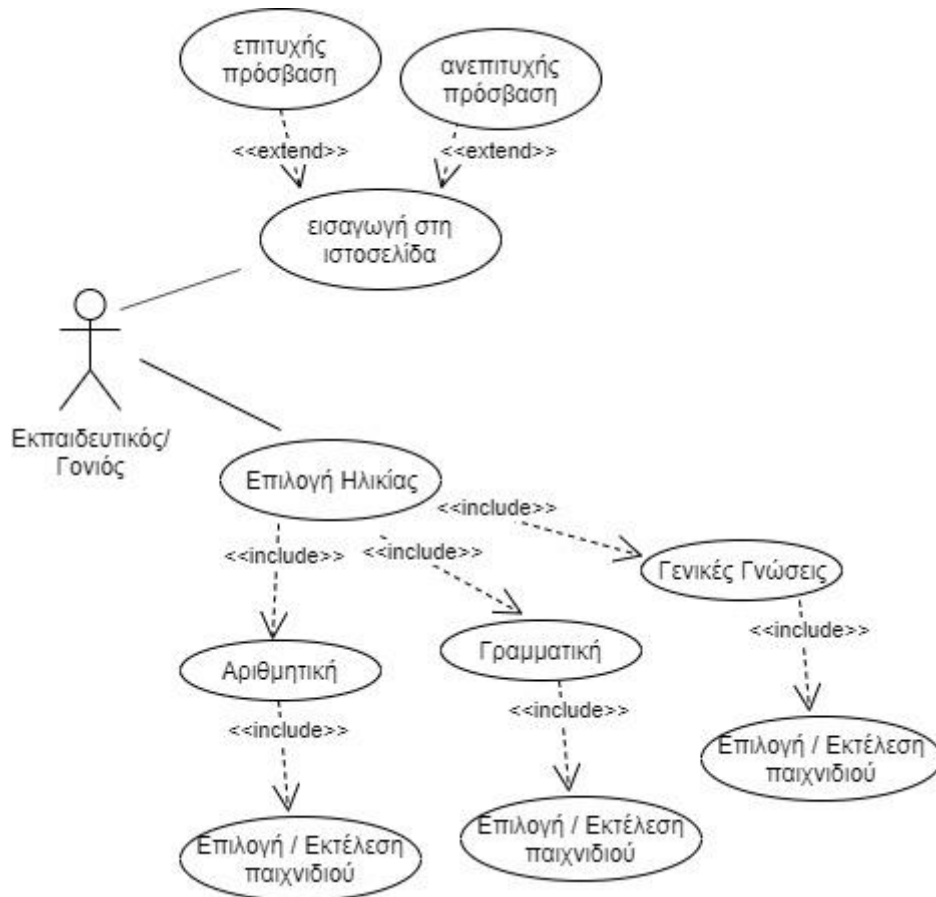 επιτυχής
πρόσβαση
ανεπιτυχής
πρόσβαση
<<extend>>
<<extend>>
εισαγωγή στη
ιστοσελίδα
Εκπαιδευτικός/
Γονιός
Επιλογή Ηλικίας
<<include>>
<<include>>
<<include>>
Γενικές Γνώσεις
<<include>>
Γραμματική
Αριθμητική
<<include>>
<<include>>
Επιλογή / Εκτέλεση
παιχνιδιού
Επιλογή / Εκτέλεση
παιχνιδιού
Επιλογή / Εκτέλεση
παιχνιδιού